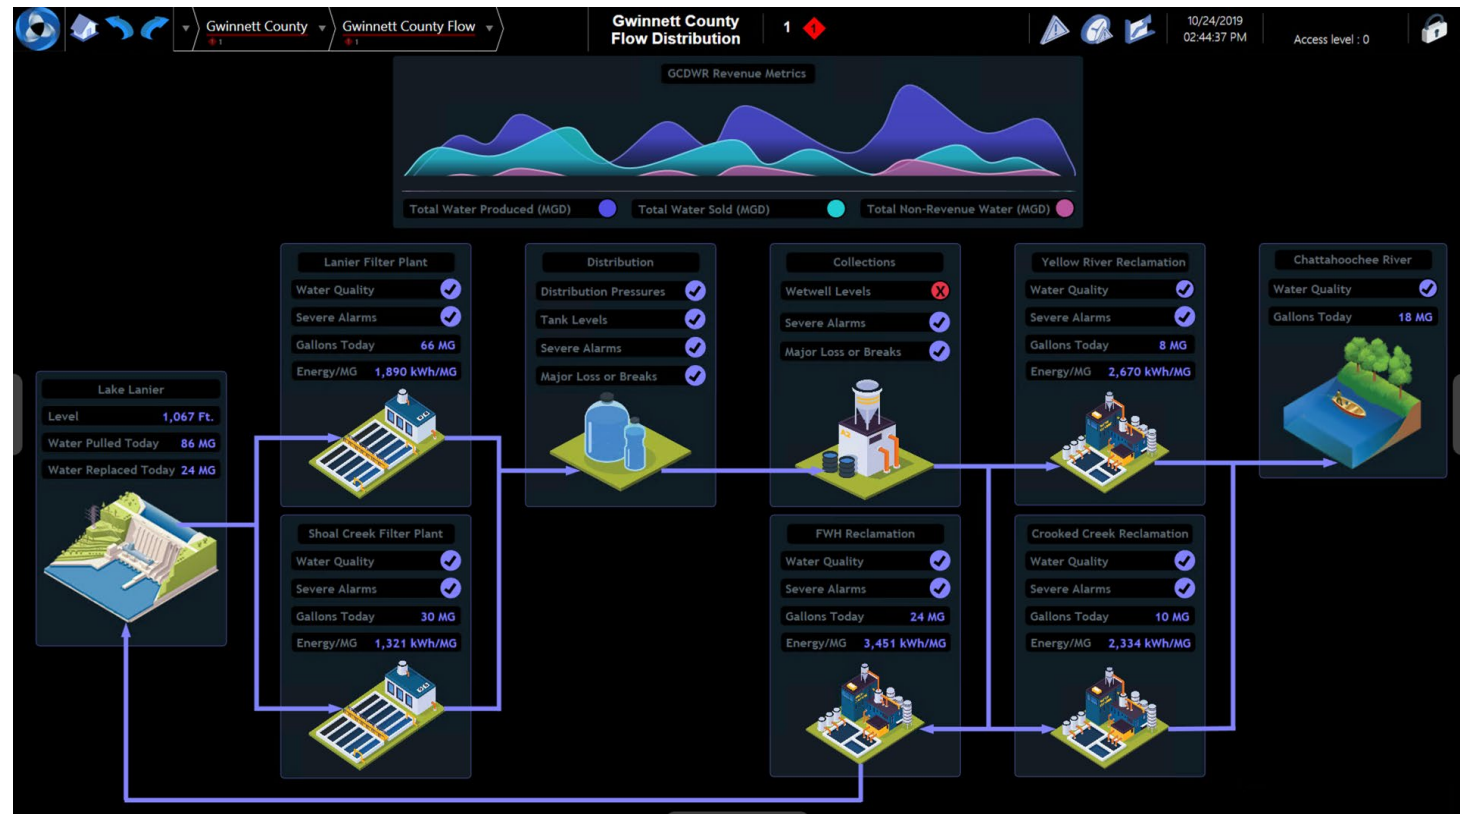 Gwinnett County
1
Gwinnett County Flow
1
Gwinnett County
Flow Distribution
1
10/24/2019
02:44:37 PM
Access level : 0
GCDWR Revenue Metrics
Total Water Produced (MGD)
Total Water Sold (MGD)
Total Non-Revenue Water (MGD)
Lake Lanier
Level 1,067 Ft.
Water Pulled Today 86 MG
Water Replaced Today 24 MG
Lanier Filter Plant
Water Quality
Severe Alarms
Gallons Today 66 MG
Energy/MG 1,890 kWh/MG
Shoal Creek Filter Plant
Water Quality
Severe Alarms
Gallons Today 30 MG
Energy/MG 1,321 kWh/MG
Distribution
Distribution Pressures
Tank Levels
Severe Alarms
Major Loss or Breaks
Collections
Wetwell Levels
X
Severe Alarms
Major Loss or Breaks
FWH Reclamation
Water Quality
Severe Alarms
Gallons Today 24 MG
Energy/MG 3,451 kWh/MG
Yellow River Reclamation
Water Quality
Severe Alarms
Gallons Today 8 MG
Energy/MG 2,670 kWh/MG
Crooked Creek Reclamation
Water Quality
Severe Alarms
Gallons Today 10 MG
Energy/MG 2,334 kWh/MG
Chattahoochee River
Water Quality
Gallons Today 18 MG